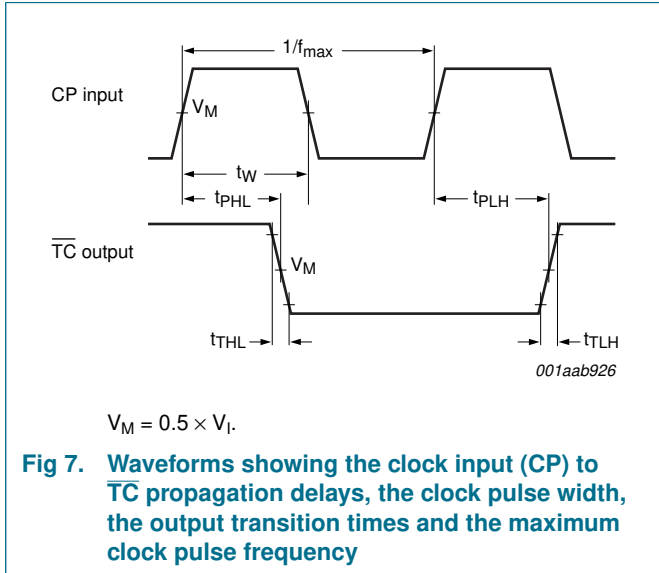 1/fmax
CP input
VM
tW
tPHL
tPLH
TC output
VM
tTHL
tTLH
001aab926
VM = 0.5 × VI.
Fig 7. Waveforms showing the clock input (CP) to
TC propagation delays, the clock pulse width,
the output transition times and the maximum
clock pulse frequency